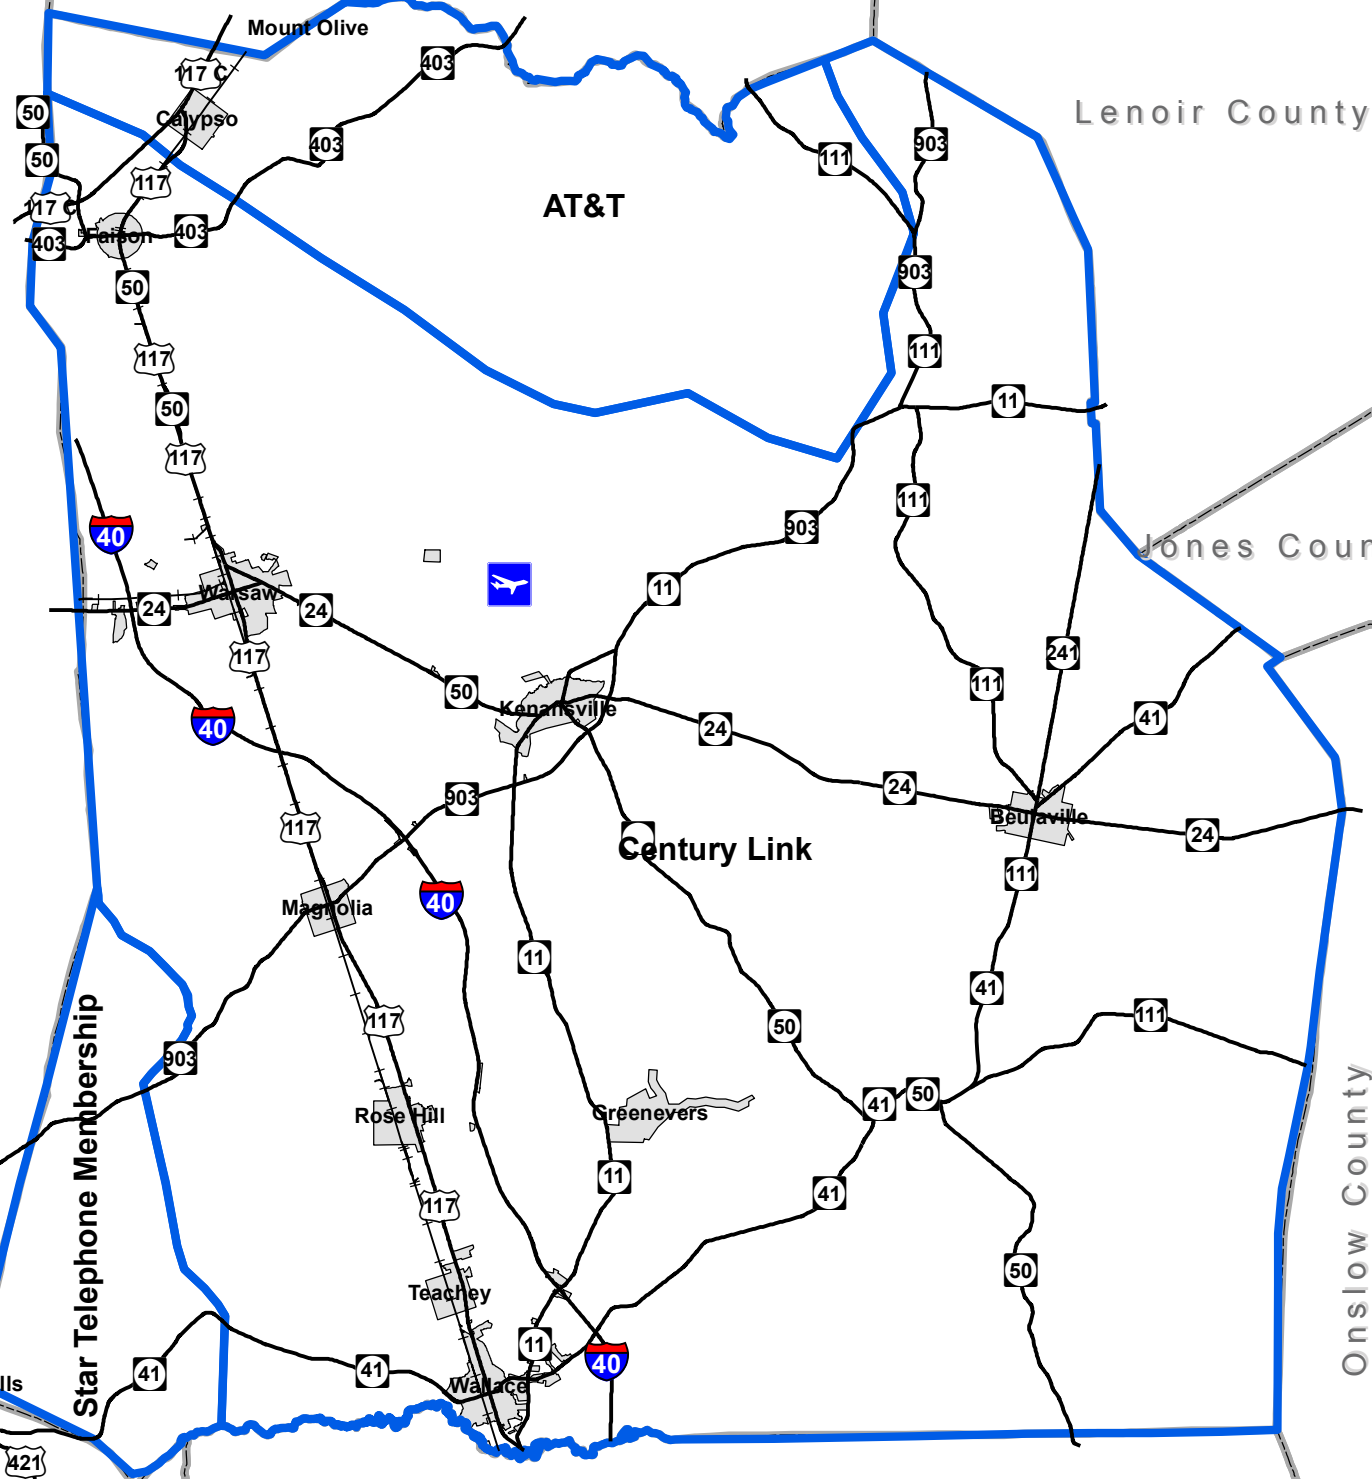 Mount Olive
403
117 C
50
Calypso
Lenoir County
403
903
111
50
117
AT&T
117 C
403
Faison
403
903
50
111
117
11
50
117
111
903
40
Jones Coun
11
Warsaw
24
24
241
117
111
50
Kenansville
41
40
24
24
903
Beulaville
117
24
Century Link
111
40
Magnolia
11
41
117
111
50
903
50
41
Rose Hill
Greenevers
11
41
117
Star Telephone Membership
Onslow County
50
Teachey
11
40
41
41
lls
Wallace
421